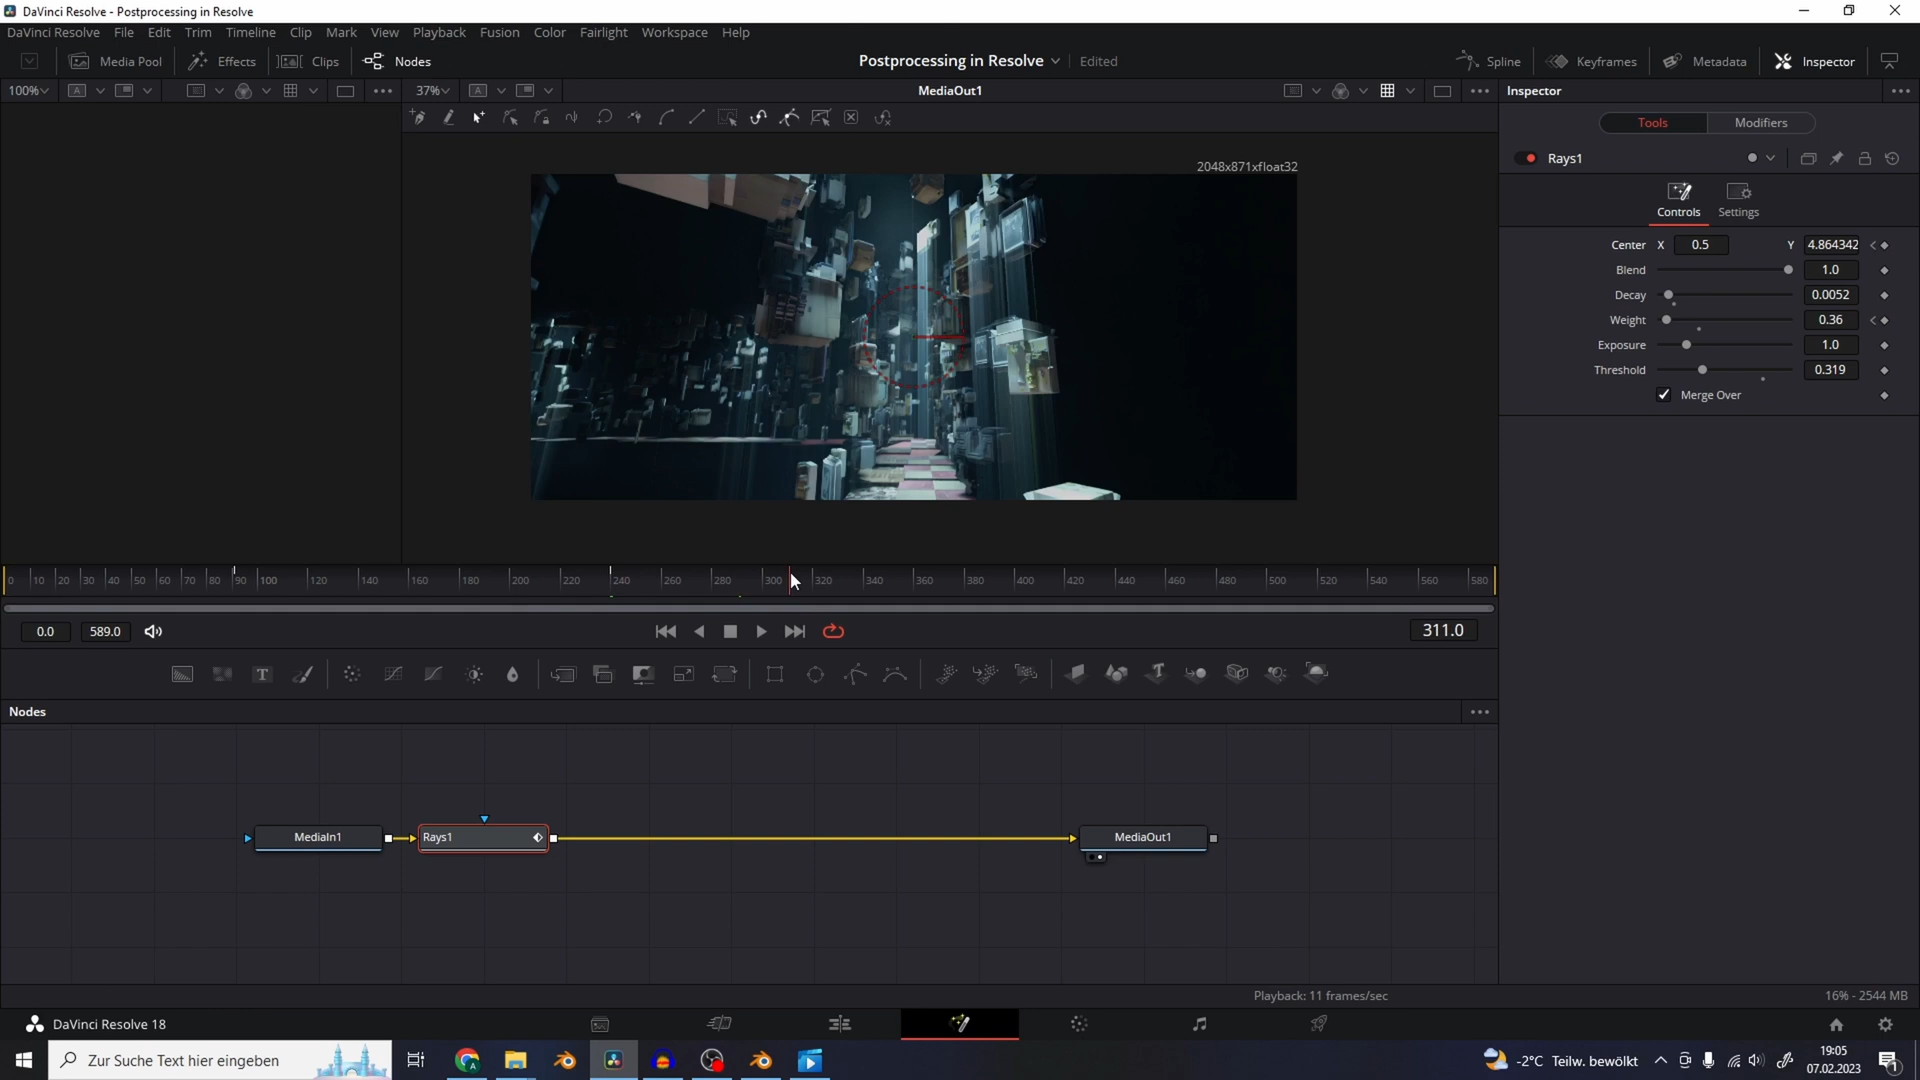 DaVinci Resolve - Postprocessing in Resolve
DaVinci Resolve File Edit Trim Timeline Clip Mark View Playback Fusion Color Fairlight Workspace Help
Media Pool Effects Clips Nodes Postprocessing in Resolve Edited Spline Keyframes Metadata Inspector
100% 37% MediaOut1 Inspector
Tools Modifiers
2048x871xfloat32 Rays1
Controls Settings
Center X 0.5 Y 4.864342
Blend 1.0
Decay 0.0052
Weight 0.36
Exposure 1.0
Threshold 0.319
Merge Over
0 10 20 30 40 50 60 70 80 90 100 120 140 160 180 200 220 240 260 280 300 320 340 360 380 400 420 440 460 480 500 520 540 560 580
0.0 589.0 311.0
Nodes
MediaIn1 Rays1 MediaOut1
Playback: 11 frames/sec 16% - 2544 MB
DaVinci Resolve 18
Zur Suche Text hier eingeben
-2°C Teilw. bewölkt
19:05
07.02.2023
1